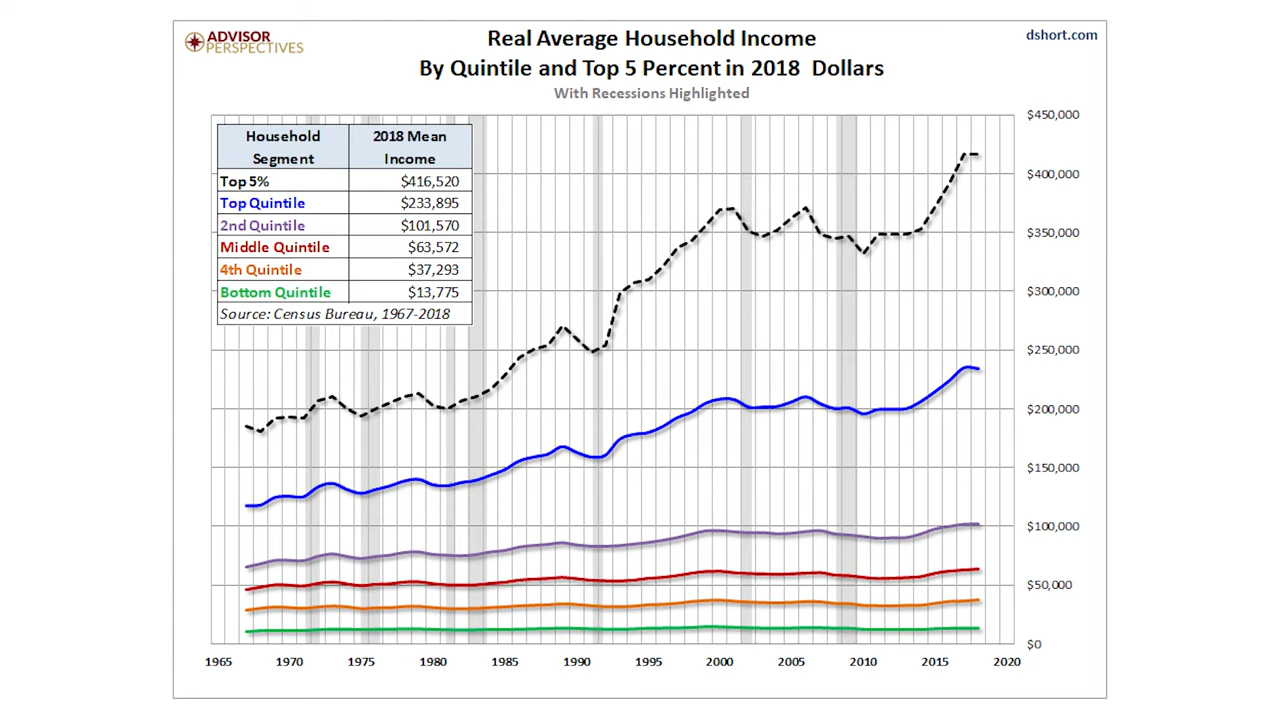 ADVISOR
PERSPECTIVES
Real Average Household Income
dshort.com
By Quintile and Top 5 Percent in 2018 Dollars
With Recessions Highlighted
Household Segment 2018 Mean Income
Top 5% $416,520
Top Quintile $233,895
2nd Quintile $101,570
Middle Quintile $63,572
4th Quintile $37,293
Bottom Quintile $13,775
Source: Census Bureau, 1967-2018
$450,000
$400,000
$350,000
$300,000
$250,000
$200,000
$150,000
$100,000
$50,000
$0
1965 1970 1975 1980 1985 1990 1995 2000 2005 2010 2015 2020